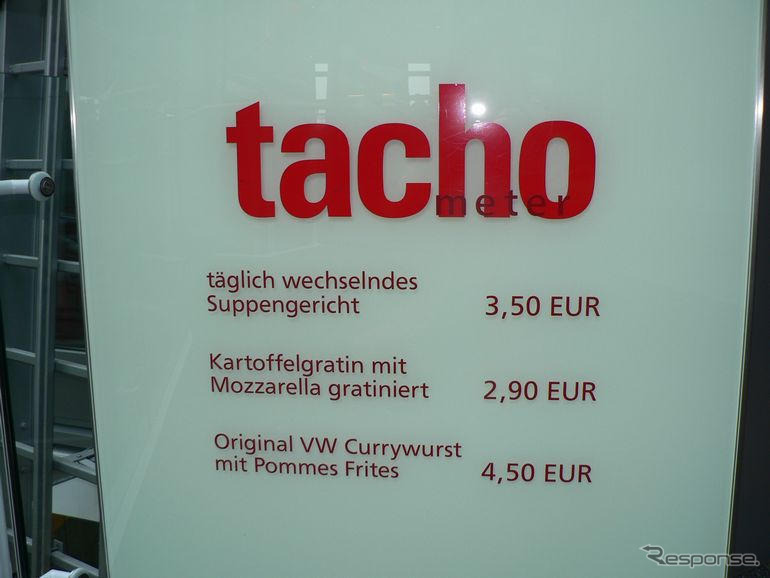 tacho
meter
täglich wechselndes
Suppengericht 3,50 EUR
Kartoffelgratin mit
Mozzarella gratiniert 2,90 EUR
Original VW Currywurst
mit Pommes Frites 4,50 EUR
Response.